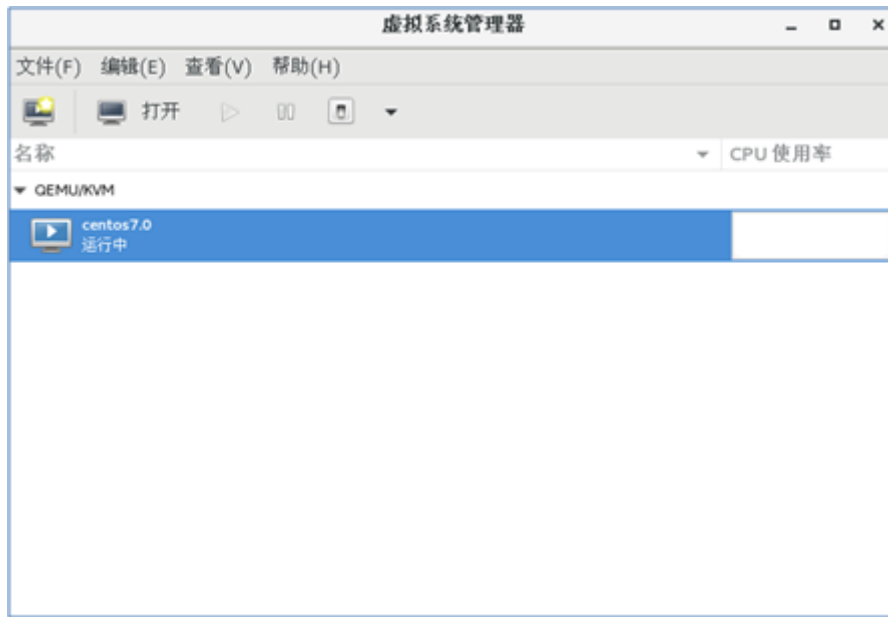 虚拟系统管理器
文件(F) 编辑(E) 查看(V) 帮助(H)
打开
名称 CPU 使用率
QEMU/KVM
centos7.0
运行中